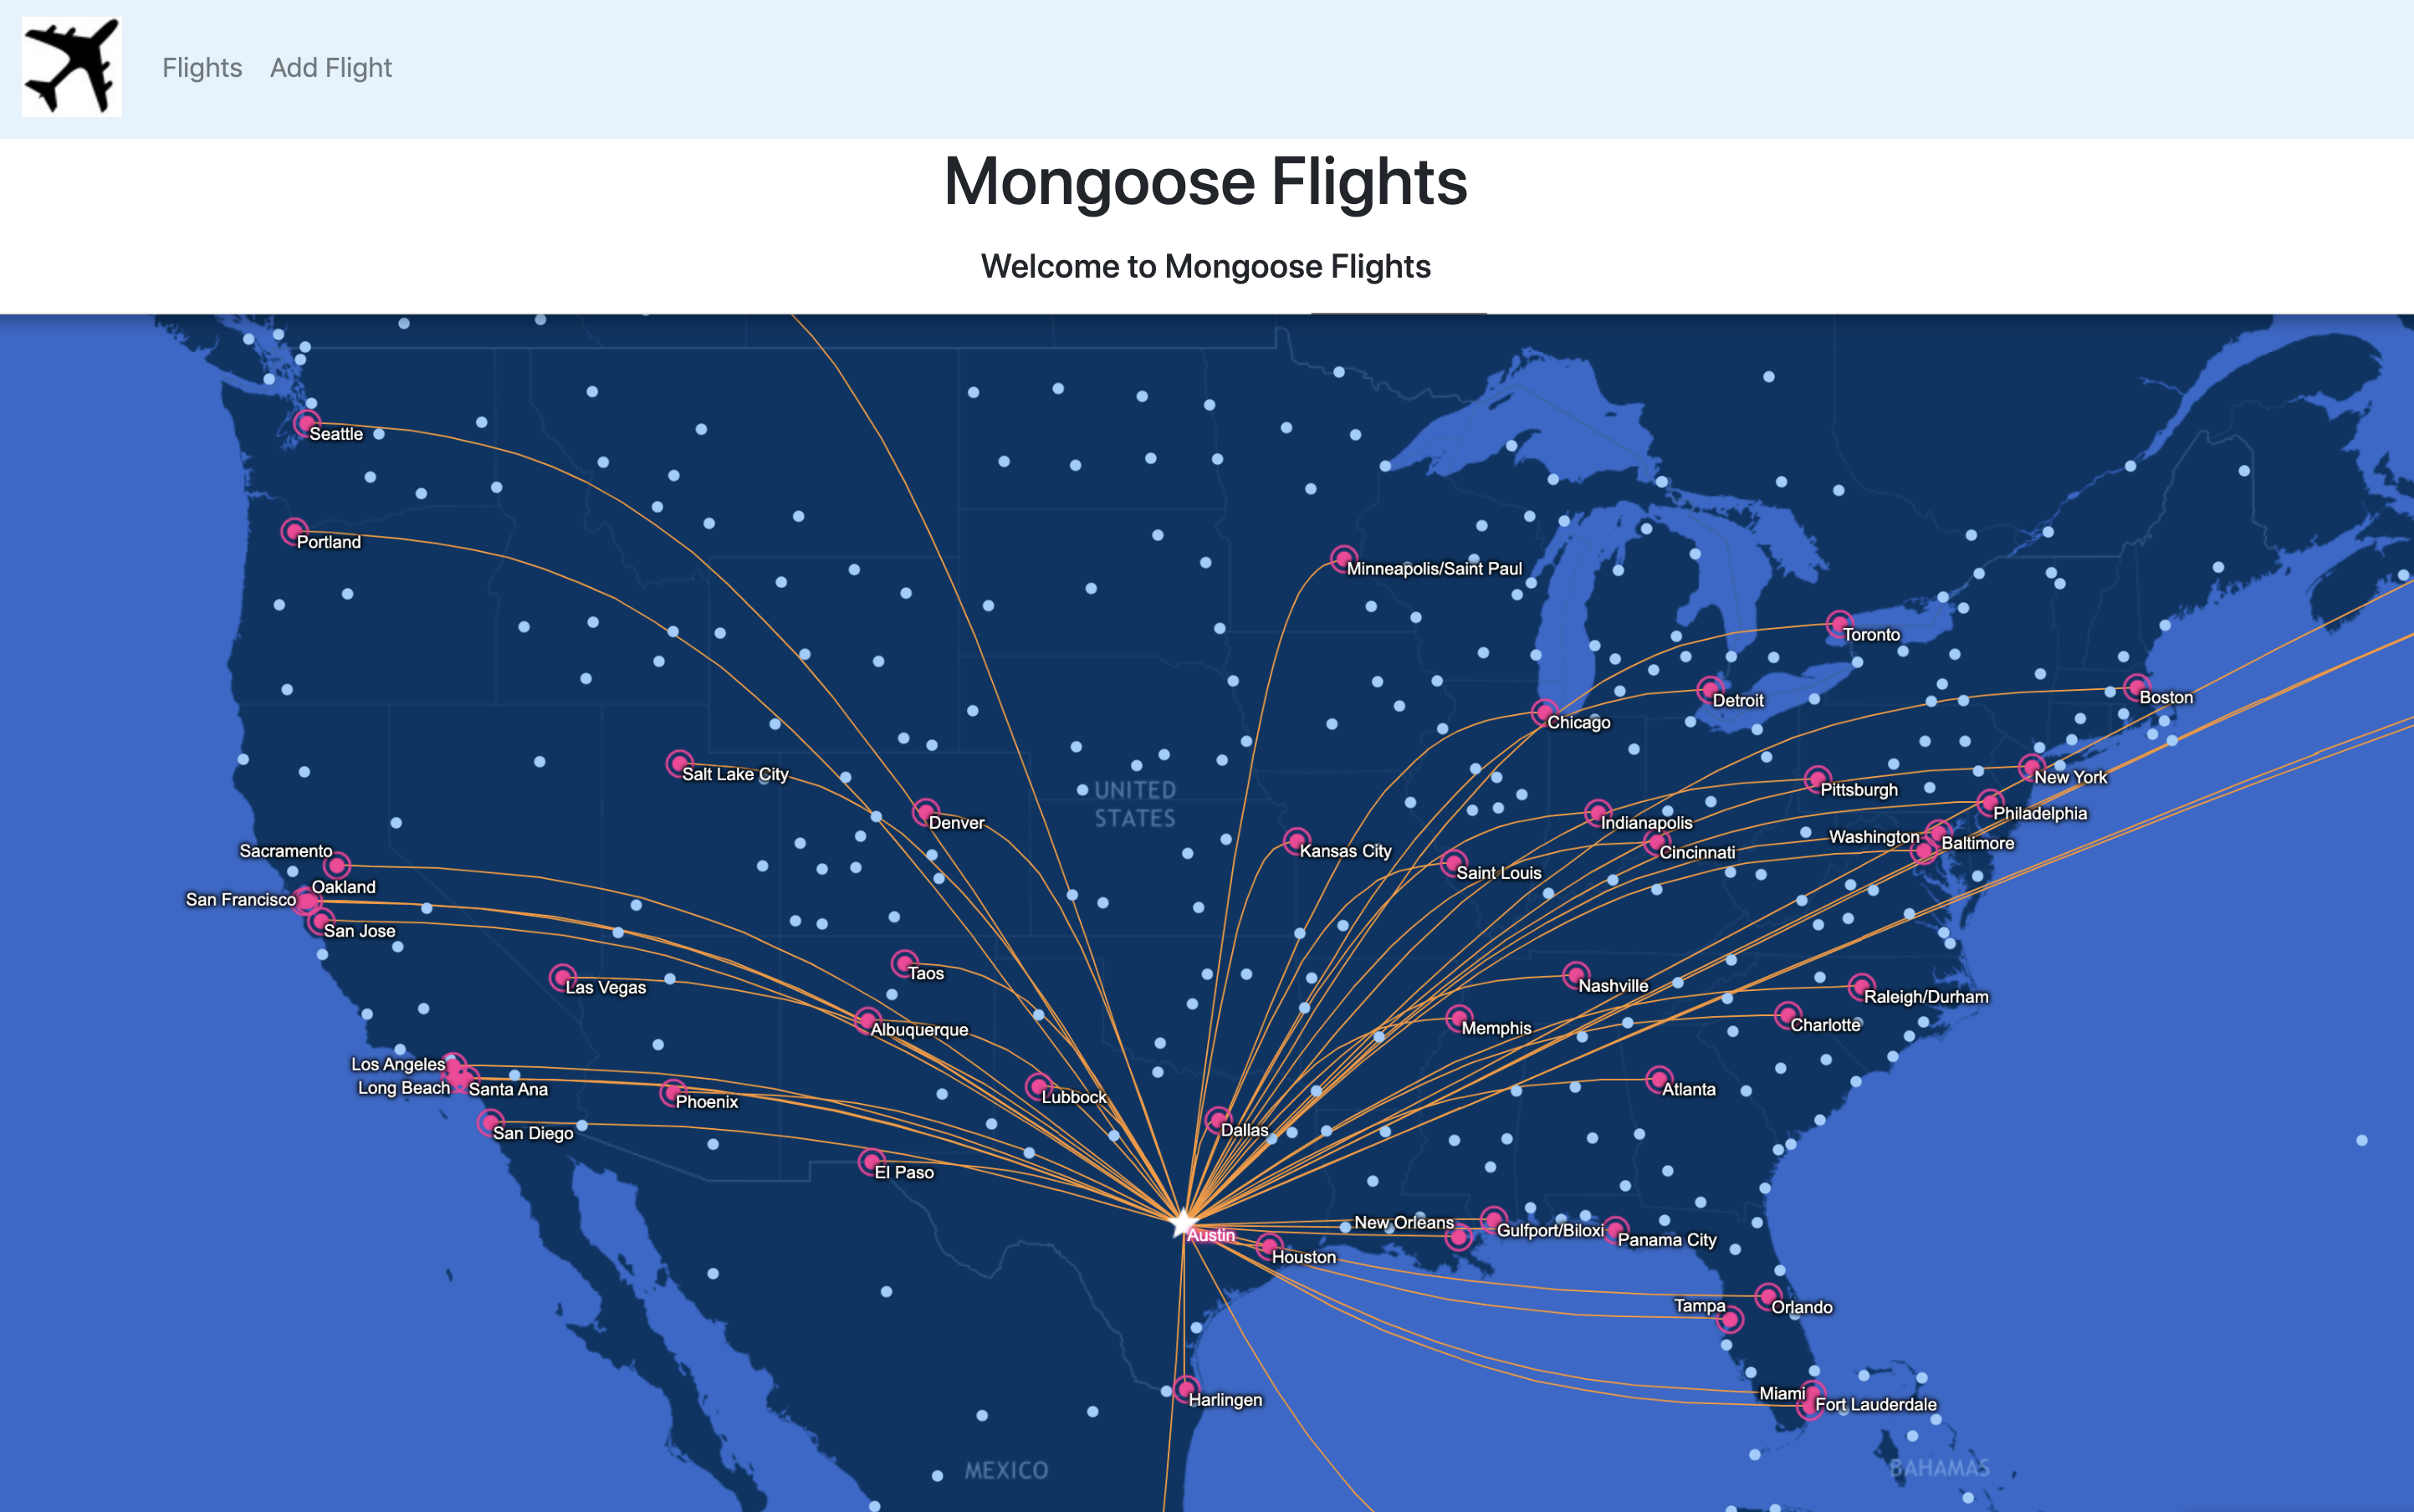 Flights Add Flight
Mongoose Flights
Welcome to Mongoose Flights
Seattle
Portland
Minneapolis/Saint Paul
Toronto
Detroit
Boston
Chicago
Salt Lake City
New York
UNITED
STATES
Pittsburgh
Denver
Indianapolis
Philadelphia
Washington
Baltimore
Sacramento
Kansas City
Cincinnati
Saint Louis
Oakland
San Francisco
San Jose
Taos
Las Vegas
Nashville
Raleigh/Durham
Albuquerque
Memphis
Charlotte
Los Angeles
Long Beach
Santa Ana
Phoenix
Lubbock
Atlanta
San Diego
Dallas
El Paso
New Orleans
Gulfport/Biloxi
Austin
Panama City
Houston
Tampa
Orlando
Miami
Harlingen
Fort Lauderdale
MEXICO
BAHAMAS